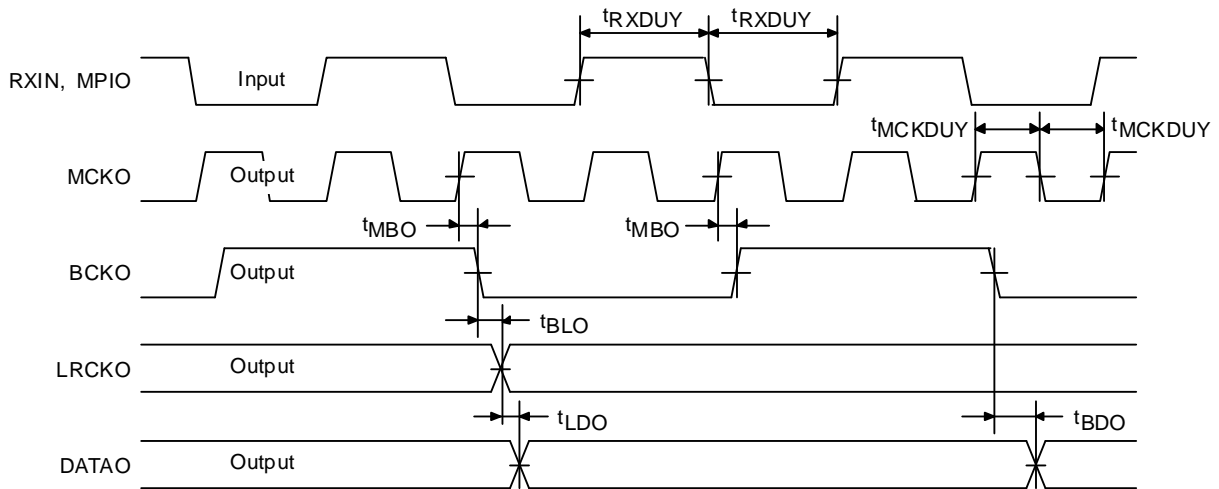 tRXDUY tRXDUY
RXIN, MPIO Input
tMCKDUY tMCKDUY
MCKO Output
tMBO tMBO
BCKO Output
tBLO
LRCKO Output
tLDO tBDO
DATAO Output